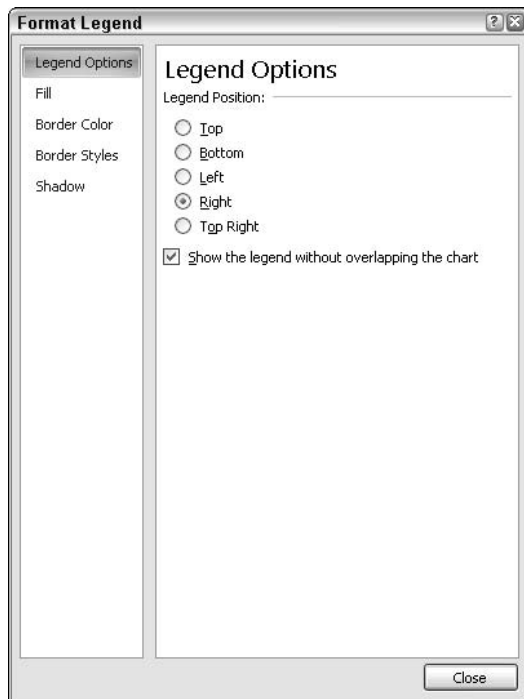 Format Legend
Legend Options
Fill
Border Color
Border Styles
Shadow
Legend Options
Legend Position:
Top
Bottom
Left
Right
Top Right
Show the legend without overlapping the chart
Close